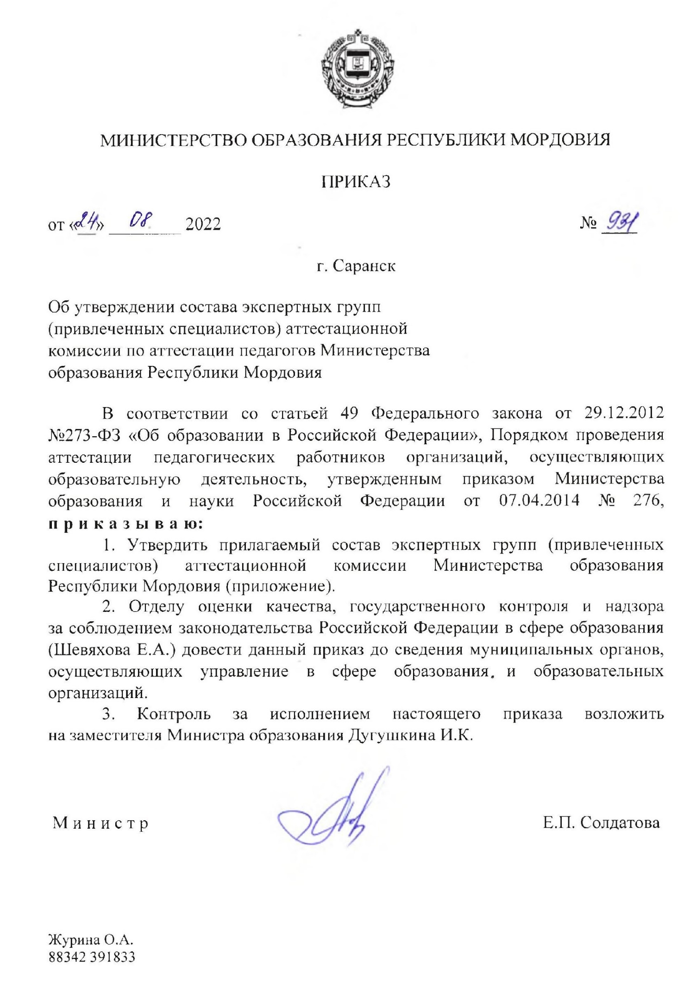 МИНИСТЕРСТВО ОБРАЗОВАНИЯ РЕСПУБЛИКИ МОРДОВИЯ
ПРИКАЗ
от «24» 08. 2022 № 931
г. Саранск
Об утверждении состава экспертных групп
(привлеченных специалистов) аттестационной
комиссии по аттестации педагогов Министерства
образования Республики Мордовия
В соответствии со статьей 49 Федерального закона от 29.12.2012
№273-ФЗ «Об образовании в Российской Федерации», Порядком проведения
аттестации педагогических работников организаций, осуществляющих
образовательную деятельность, утвержденным приказом Министерства
образования и науки Российской Федерации от 07.04.2014 № 276,
п р и к а з ы в а ю:
1. Утвердить прилагаемый состав экспертных групп (привлеченных
специалистов) аттестационной комиссии Министерства образования
Республики Мордовия (приложение).
2. Отделу оценки качества, государственного контроля и надзора
за соблюдением законодательства Российской Федерации в сфере образования
(Шевяхова Е.А.) довести данный приказ до сведения муниципальных органов,
осуществляющих управление в сфере образования, и образовательных
организаций.
3. Контроль за исполнением настоящего приказа возложить
на заместителя Министра образования Дугушкина И.К.
М и н и с т р Е.П. Солдатова
Журина О.А.
88342 391833